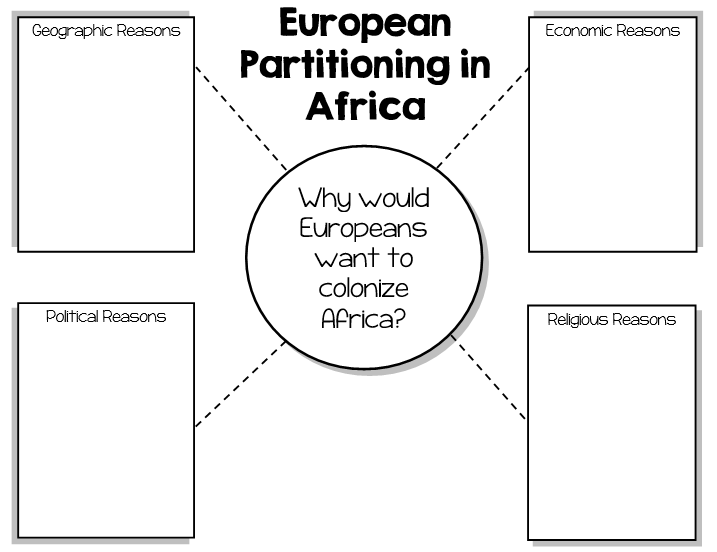 European
Partitioning in
Africa
Geographic Reasons
Economic Reasons
Why would
Europeans
want to
colonize
Africa?
Political Reasons
Religious Reasons